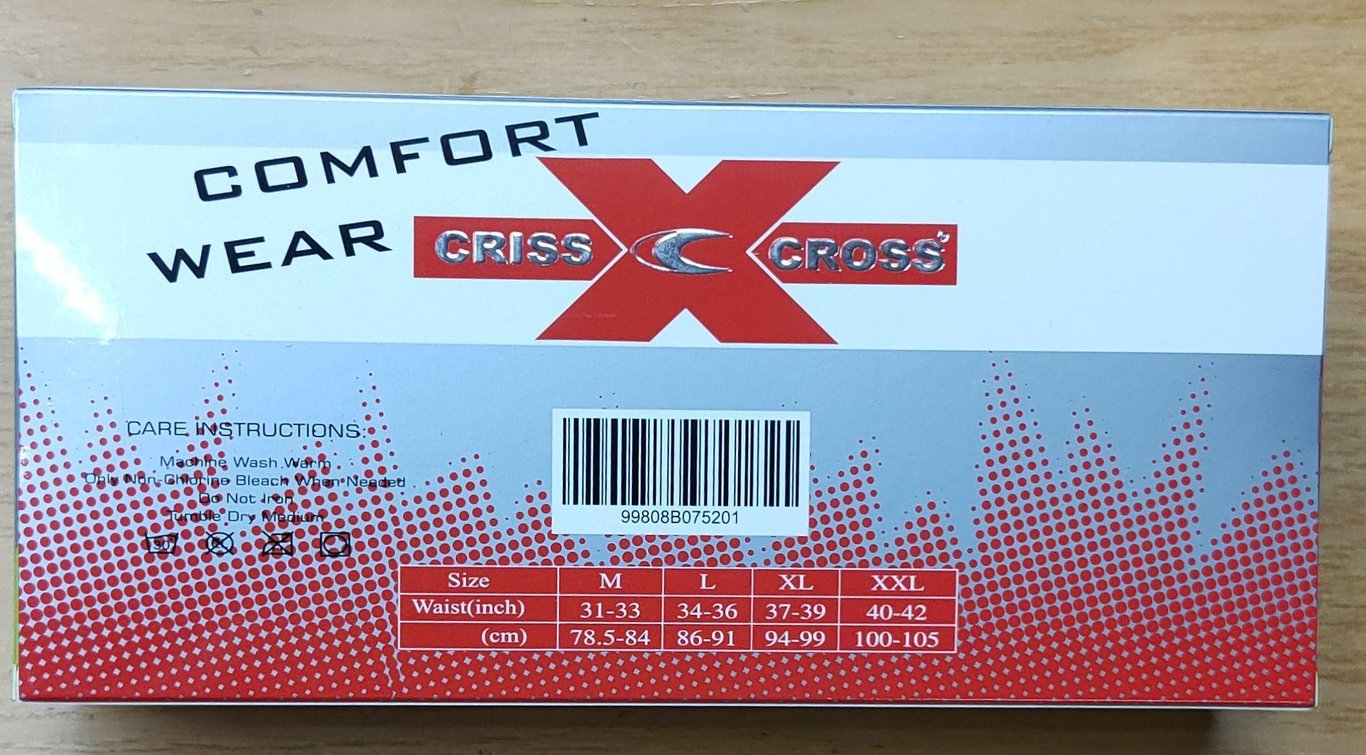 COMFORT
WEAR
CRISS CROSS
CARE INSTRUCTIONS:
Machine Wash Warm
Only Non-Chlorine Bleach When Needed
Do Not Iron
Tumble Dry Medium
99808B075201
Size M L XL XXL
Waist(inch) 31-33 34-36 37-39 40-42
(cm) 78.5-84 86-91 94-99 100-105